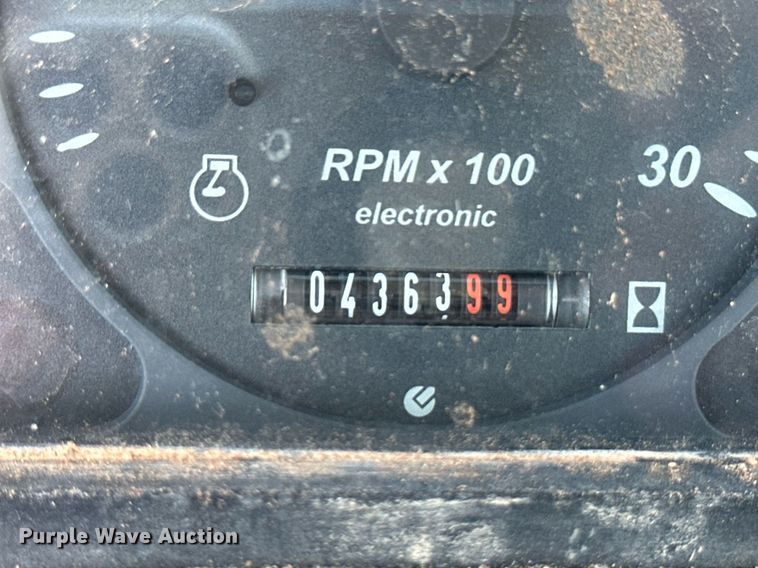 RPM x 100
30
electronic
0436399
Purple Wave Auction